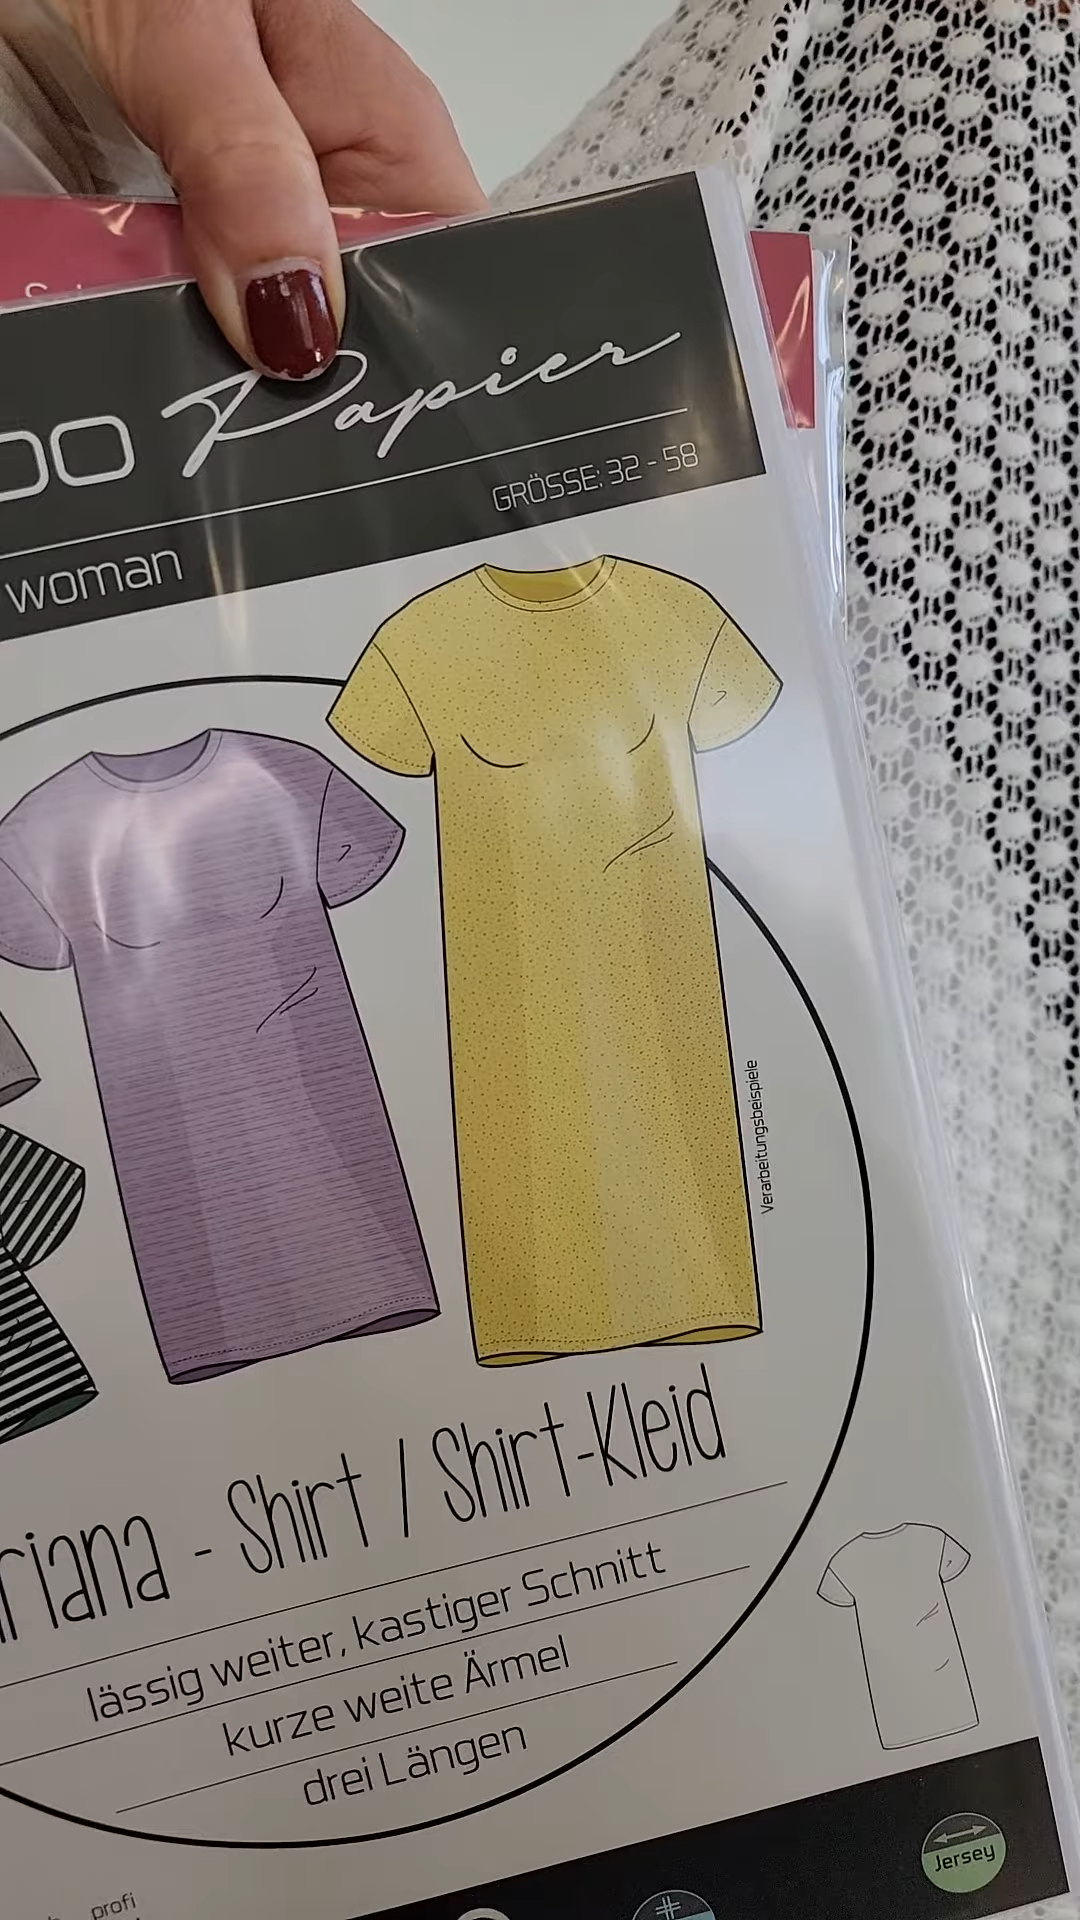 Papier
GRÖSSE: 32 - 58
woman
Verarbeitungsbeispiele
riana - Shirt / Shirt-Kleid
lässig weiter, kastiger Schnitt
kurze weite Ärmel
drei Längen
Jersey
profi